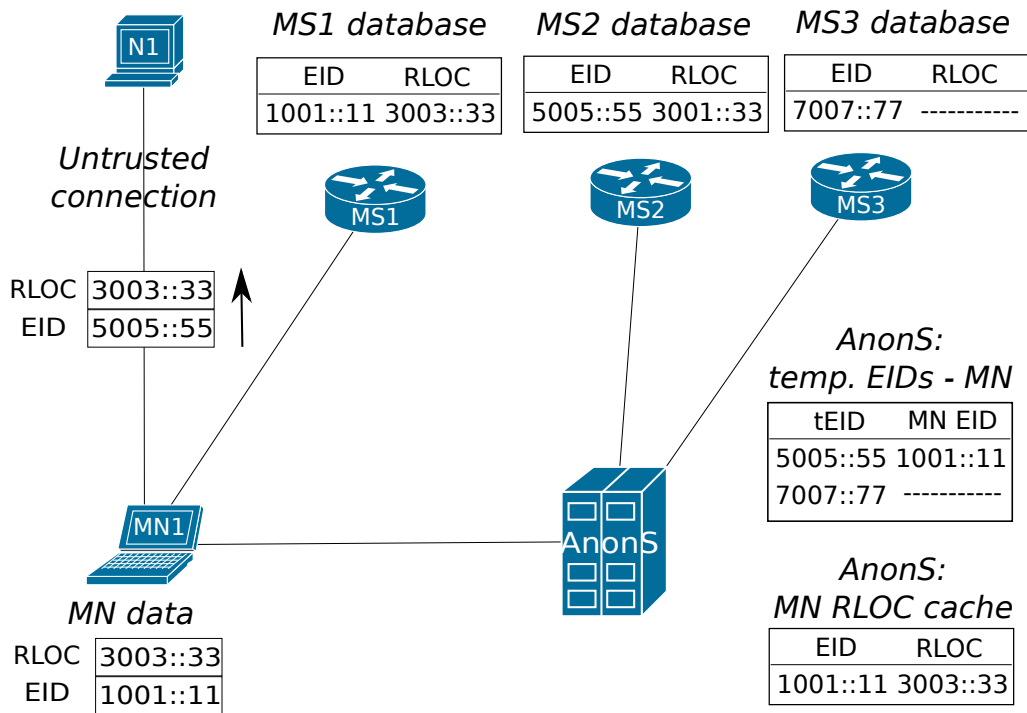 N1
MS1 database
EID RLOC
1001::11 3003::33
MS2 database
EID RLOC
5005::55 3001::33
MS3 database
EID RLOC
7007::77 -----------
Untrusted
connection
MS1
MS2
MS3
RLOC 3003::33
EID 5005::55
AnonS:
temp. EIDs - MN
tEID MN EID
5005::55 1001::11
7007::77 -----------
MN1
AnonS
MN data
RLOC 3003::33
EID 1001::11
AnonS:
MN RLOC cache
EID RLOC
1001::11 3003::33